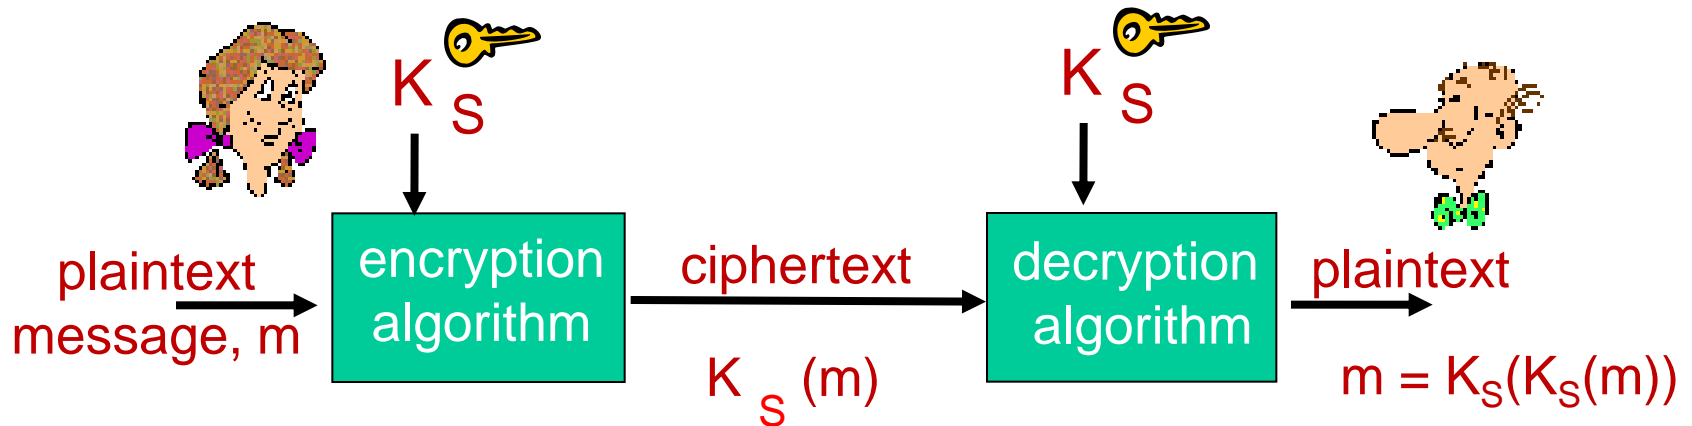 K S
K S
plaintext
message, m
encryption
algorithm
ciphertext
K S (m)
decryption
algorithm
plaintext
m = KS(KS(m))